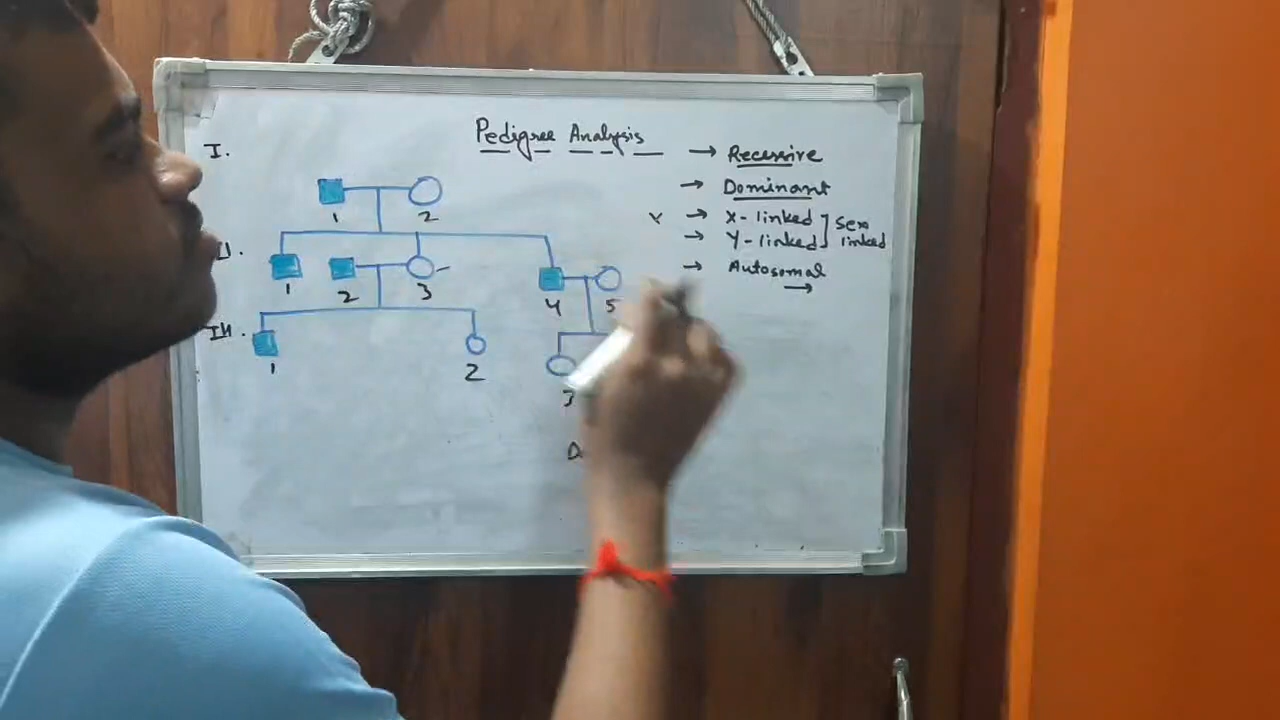 Pedigree Analysis
→ Recessive
I.
→ Dominant
1 2
x → X-linked ] Sex
→ Y-linked ] linked
II.
→ Autosomal
→
1 2 3 4 5
III.
1 2 3